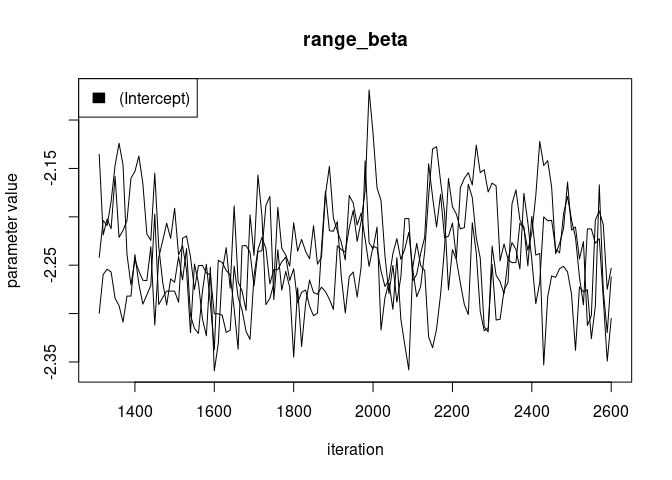 range_beta
(Intercept)
-2.15
-2.25
-2.35
parameter value
1400 1600 1800 2000 2200 2400 2600
iteration